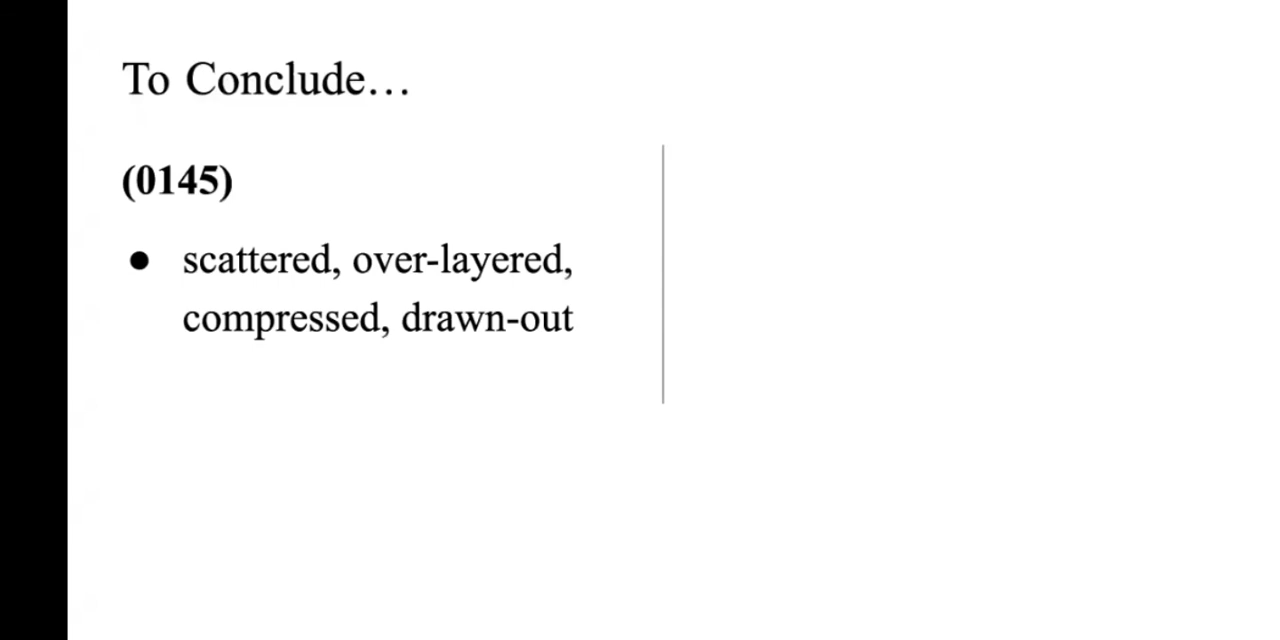 To Conclude…
(0145)
● scattered, over-layered,
compressed, drawn-out